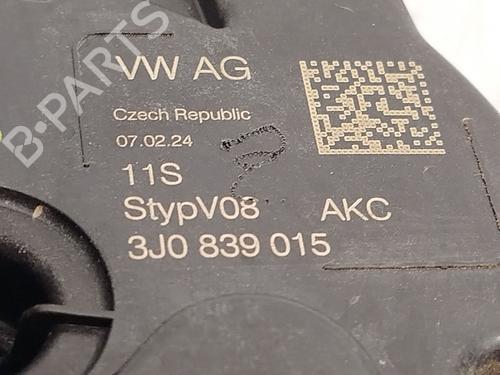 VW AG
Czech Republic
07.02.24
11S
StypV08 AKC
3J0 839 015
B-PARTS